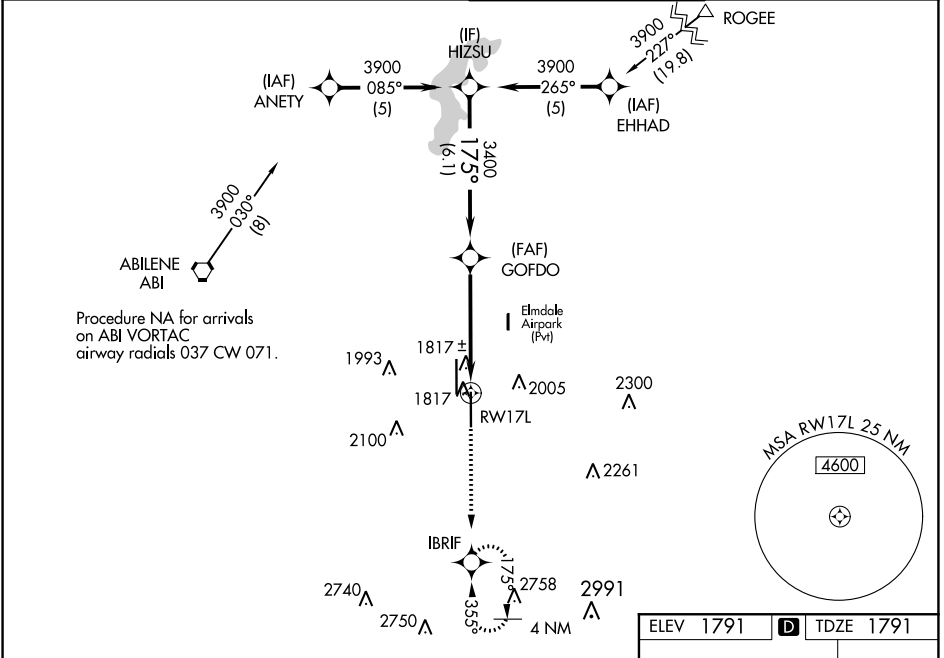 ROGEE
3900
227°
(19.8)
(IF)
HIZSU
(IAF)
ANETY
3900
085°
(5)
3900
265°
(5)
(IAF)
EHHAD
3400
175°
(6.1)
3900
030°
(8)
ABILENE
ABI
(FAF)
GOFDO
Procedure NA for arrivals
on ABI VORTAC
airway radials 037 CW 071.
Elmdale
Airpark
(Pvt)
1993
1817 ±
1817
2005
2300
RW17L
2100
2261
MSA RW17L 25 NM
4600
IBRIF
175°
355°
4 NM
2740
2750
2758
2991
ELEV 1791 D TDZE 1791